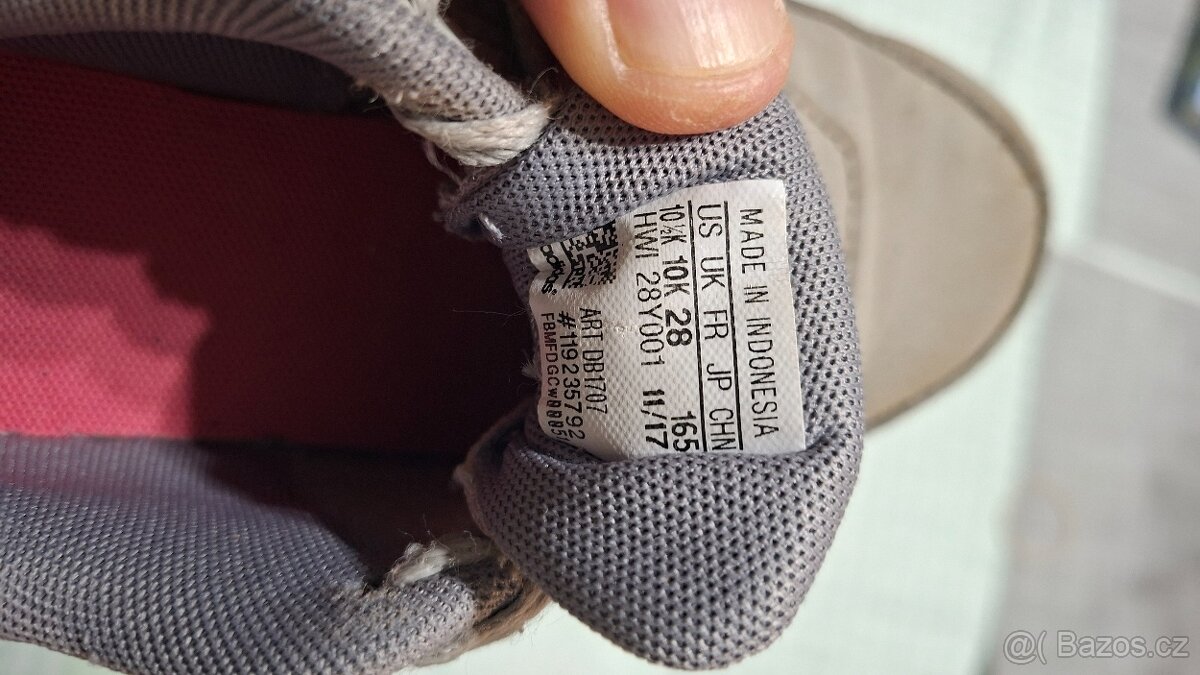 MADE IN INDONESIA
US UK FR JP CHN
10½K 10K 28 165
HWI 28Y001 11/17
ART DB1707
#119235792
adidas
@( Bazos.cz